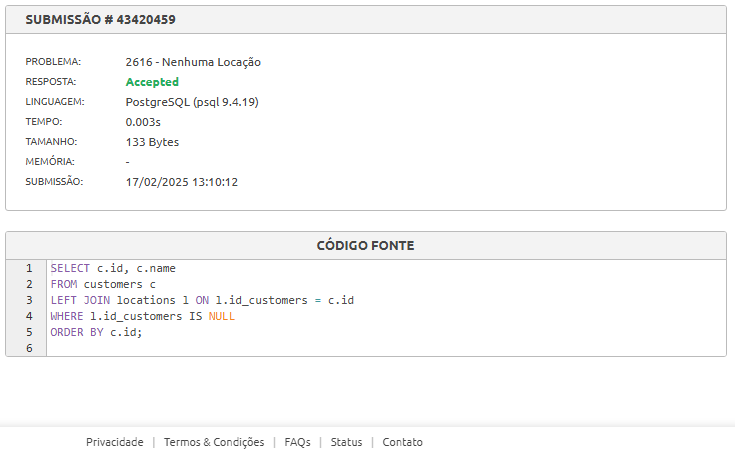 SUBMISSÃO # 43420459
PROBLEMA: 2616 - Nenhuma Locação
RESPOSTA: Accepted
LINGUAGEM: PostgreSQL (psql 9.4.19)
TEMPO: 0.003s
TAMANHO: 133 Bytes
MEMÓRIA: -
SUBMISSÃO: 17/02/2025 13:10:12
CÓDIGO FONTE
1 SELECT c.id, c.name
2 FROM customers c
3 LEFT JOIN locations l ON l.id_customers = c.id
4 WHERE l.id_customers IS NULL
5 ORDER BY c.id;
6
Privacidade | Termos & Condições | FAQs | Status | Contato